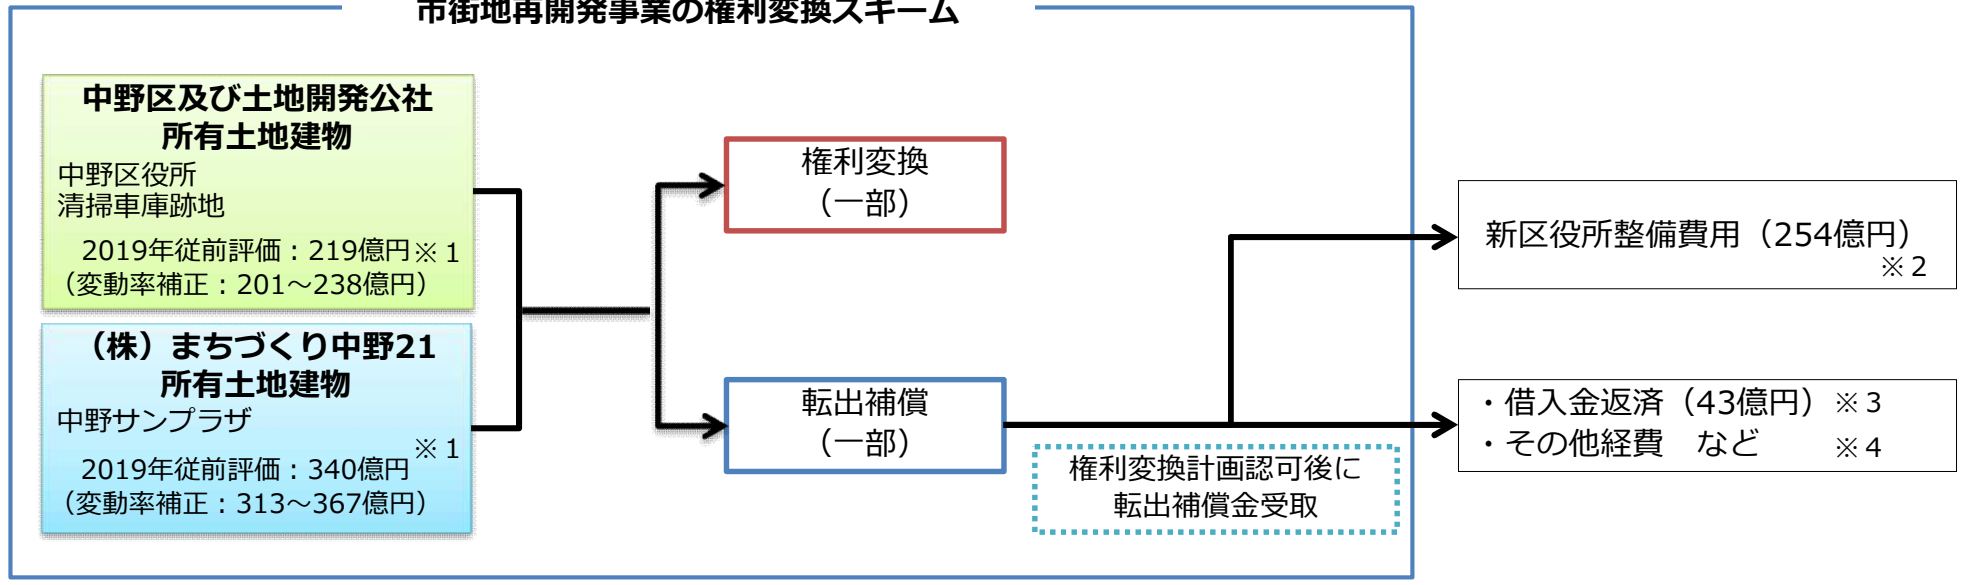 市街地再開発事業の権利変換スキーム
中野区及び土地開発公社
所有土地建物
中野区役所
清掃車庫跡地
2019年従前評価：219億円※１
（変動率補正：201～238億円）
（株）まちづくり中野21
所有土地建物
中野サンプラザ
※１
2019年従前評価：340億円
（変動率補正：313～367億円）
権利変換
（一部）
転出補償
（一部）
権利変換計画認可後に
転出補償金受取
新区役所整備費用（254億円）
※２
・借入金返済（43億円）※３
・その他経費　など　※４